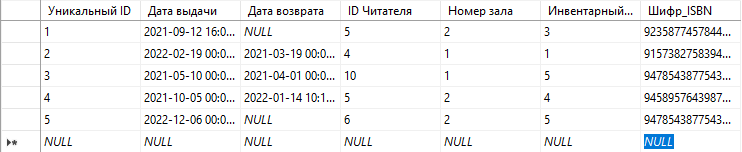 Уникальный ID Дата выдачи Дата возврата ID Читателя Номер зала Инвентарный... Шифр_ISBN
1 2021-09-12 16:0... NULL 5 2 3 9235877457844...
2 2022-02-19 00:0... 2021-03-19 00:0... 4 1 1 9157382758394...
3 2021-05-10 00:0... 2021-04-01 00:0... 10 1 5 9478543877543...
4 2021-10-05 00:0... 2022-01-14 10:1... 5 2 4 9458957643987...
5 2022-12-06 00:0... NULL 6 2 5 9478543877543...
NULL NULL NULL NULL NULL NULL NULL